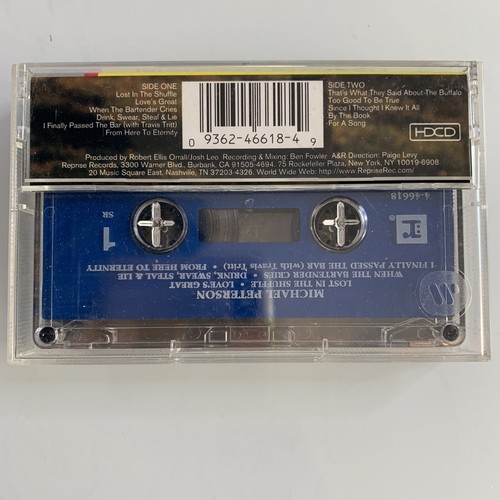 SIDE ONE
Lost In The Shuffle
Love's Great
When The Bartender Cries
Drink, Swear, Steal & Lie
I Finally Passed The Bar (with Travis Tritt)
From Here To Eternity
0 9362-46618-4 9
SIDE TWO
That's What They Said About The Buffalo
Too Good To Be True
Since I Thought I Knew It All
By The Book
For A Song
HDCD
Produced by Robert Ellis Orrall/Josh Leo Recording & Mixing: Ben Fowler A&R Direction: Paige Levy
Reprise Records, 3300 Warner Blvd., Burbank, CA 91505-4694. 75 Rockefeller Plaza, New York, NY 10019-6908
20 Music Square East, Nashville, TN 37203-4326. World Wide Web: http://www.RepriseRec.com/
4-46618
1
SR
MICHAEL PETERSON
LOST IN THE SHUFFLE • LOVE'S GREAT
WHEN THE BARTENDER CRIES • DRINK, SWEAR, STEAL & LIE
I FINALLY PASSED THE BAR (with Travis Tritt) • FROM HERE TO ETERNITY